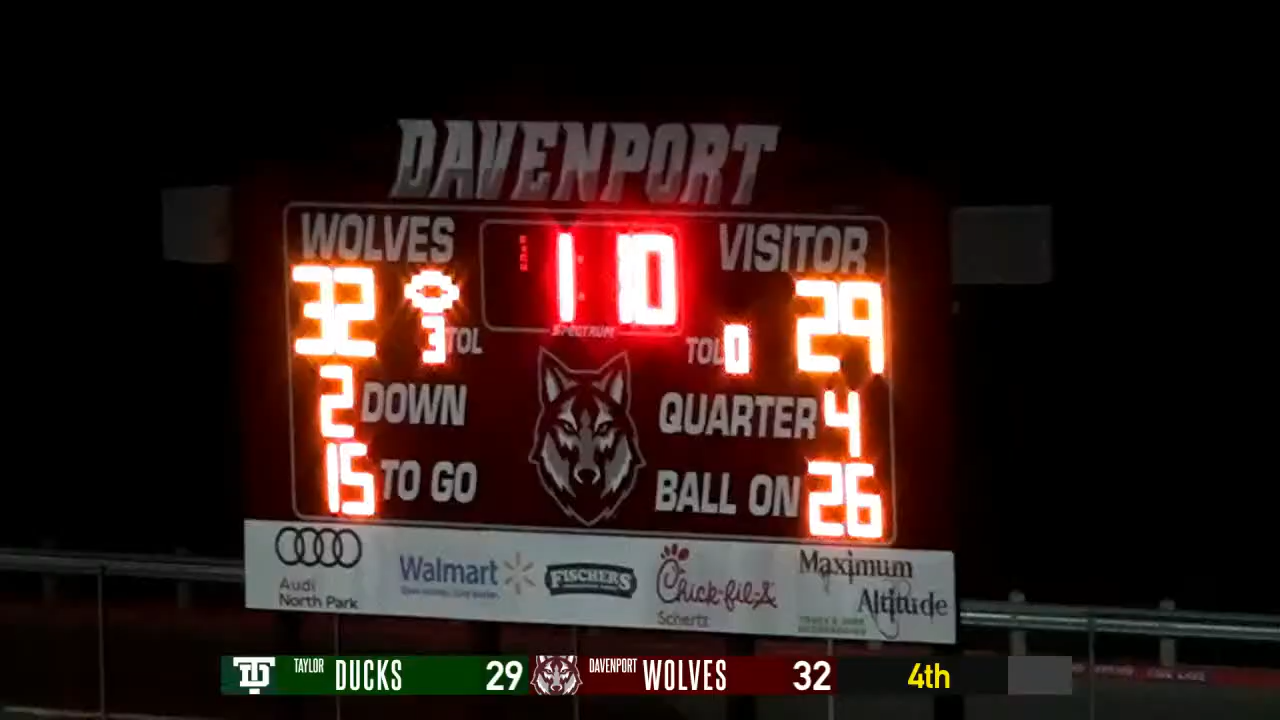 DAVENPORT
WOLVES
1:10
VISITOR
32
3 TOL
SPECTRUM
TOL 0
29
2 DOWN
QUARTER 4
15 TO GO
BALL ON 26
Audi
North Park
Walmart
FISCHER'S
Chick-fil-A
Schertz
Maximum
Altitude
TD TAYLOR DUCKS 29 DAVENPORT WOLVES 32 4th